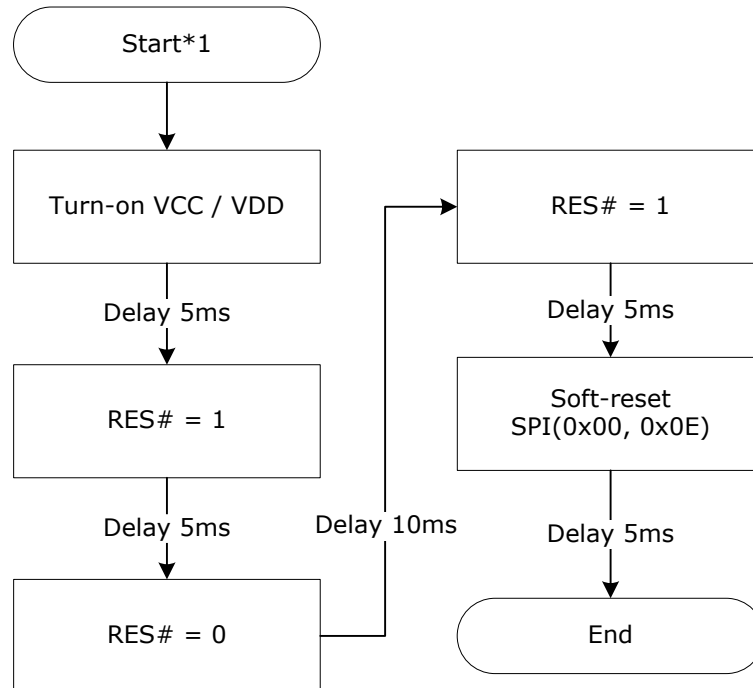 Start*1
Turn-on VCC / VDD
Delay 5ms
RES# = 1
Delay 5ms
RES# = 0
Delay 10ms
RES# = 1
Delay 5ms
Soft-reset
SPI(0x00, 0x0E)
Delay 5ms
End